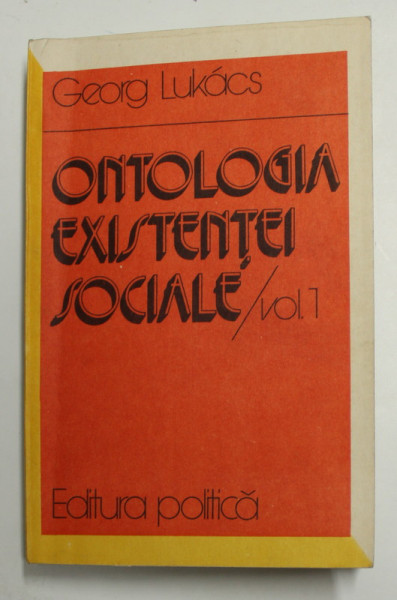 Georg Lukács
ONTOLOGIA
EXISTENȚEI
SOCIALE/vol.1
Editura politică